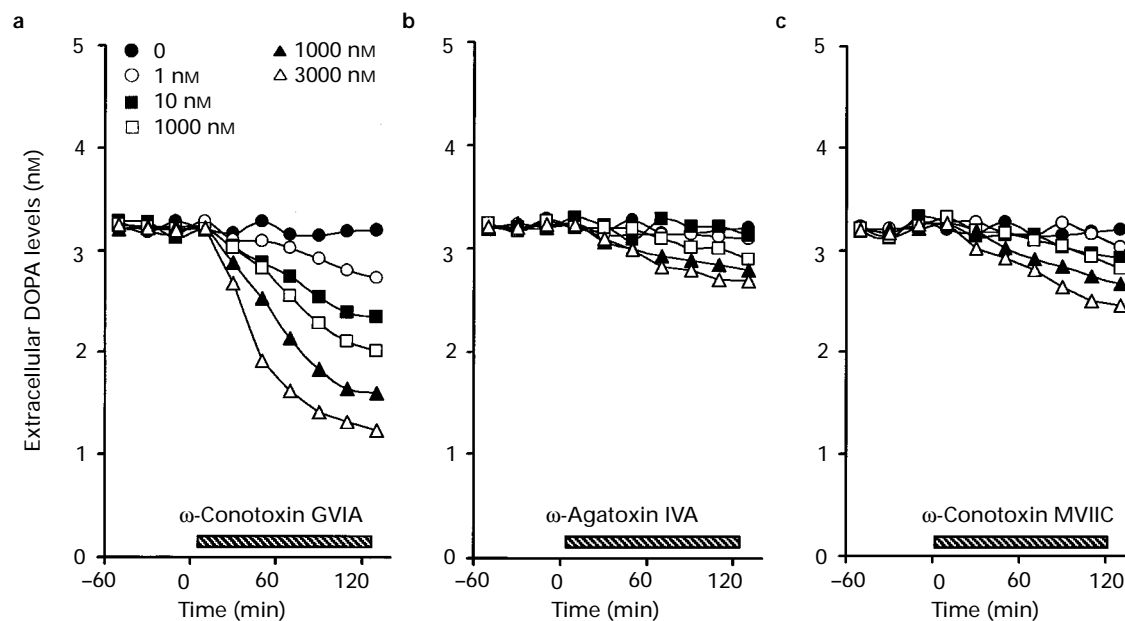 a
b
c
5
4
3
2
1
0
Extracellular DOPA levels (nM)
0
1 nM
10 nM
1000 nM
1000 nM
3000 nM
ω-Conotoxin GVIA
–60
0
60
120
Time (min)
5
4
3
2
1
0
ω-Agatoxin IVA
–60
0
60
120
Time (min)
5
4
3
2
1
0
ω-Conotoxin MVIIC
–60
0
60
120
Time (min)